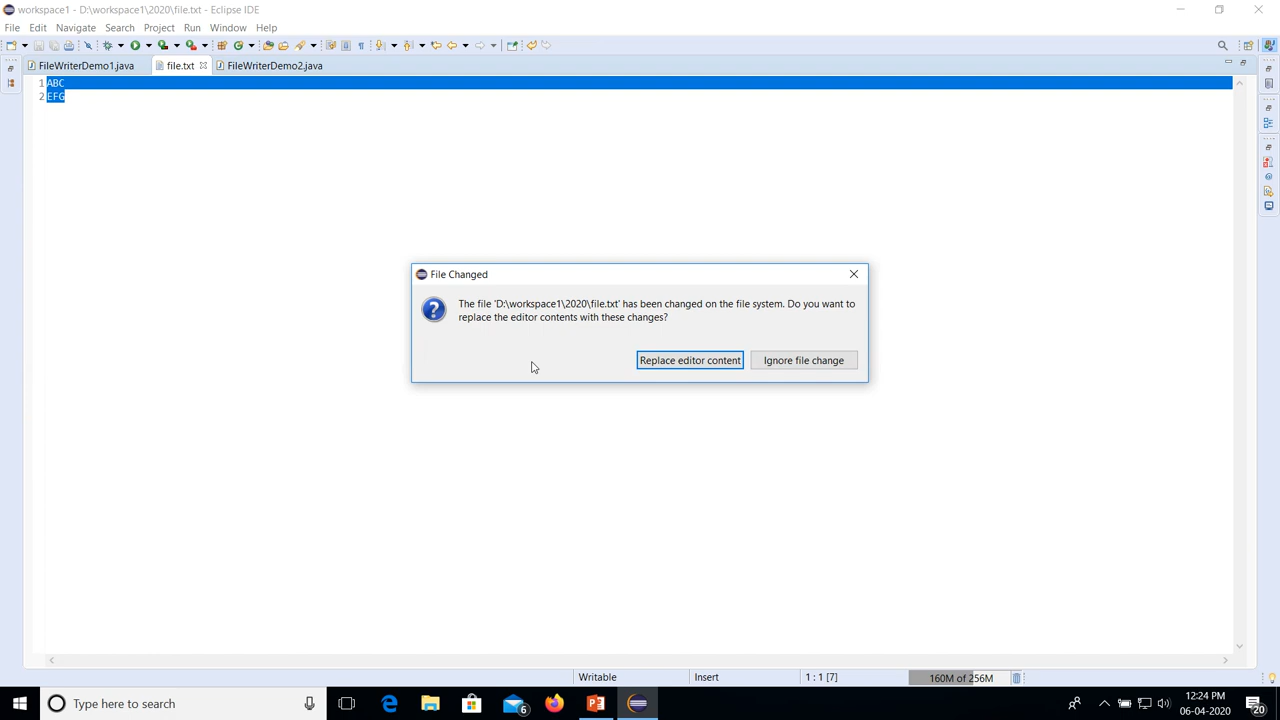 workspace1 - D:\workspace1\2020\file.txt - Eclipse IDE
File Edit Navigate Search Project Run Window Help
FileWriterDemo1.java file.txt FileWriterDemo2.java
1 ABC
2 EFG
File Changed
The file 'D:\workspace1\2020\file.txt' has been changed on the file system. Do you want to
replace the editor contents with these changes?
Replace editor content Ignore file change
Writable Insert 1 : 1 [7] 160M of 256M
Type here to search 6 12:24 PM
06-04-2020 20